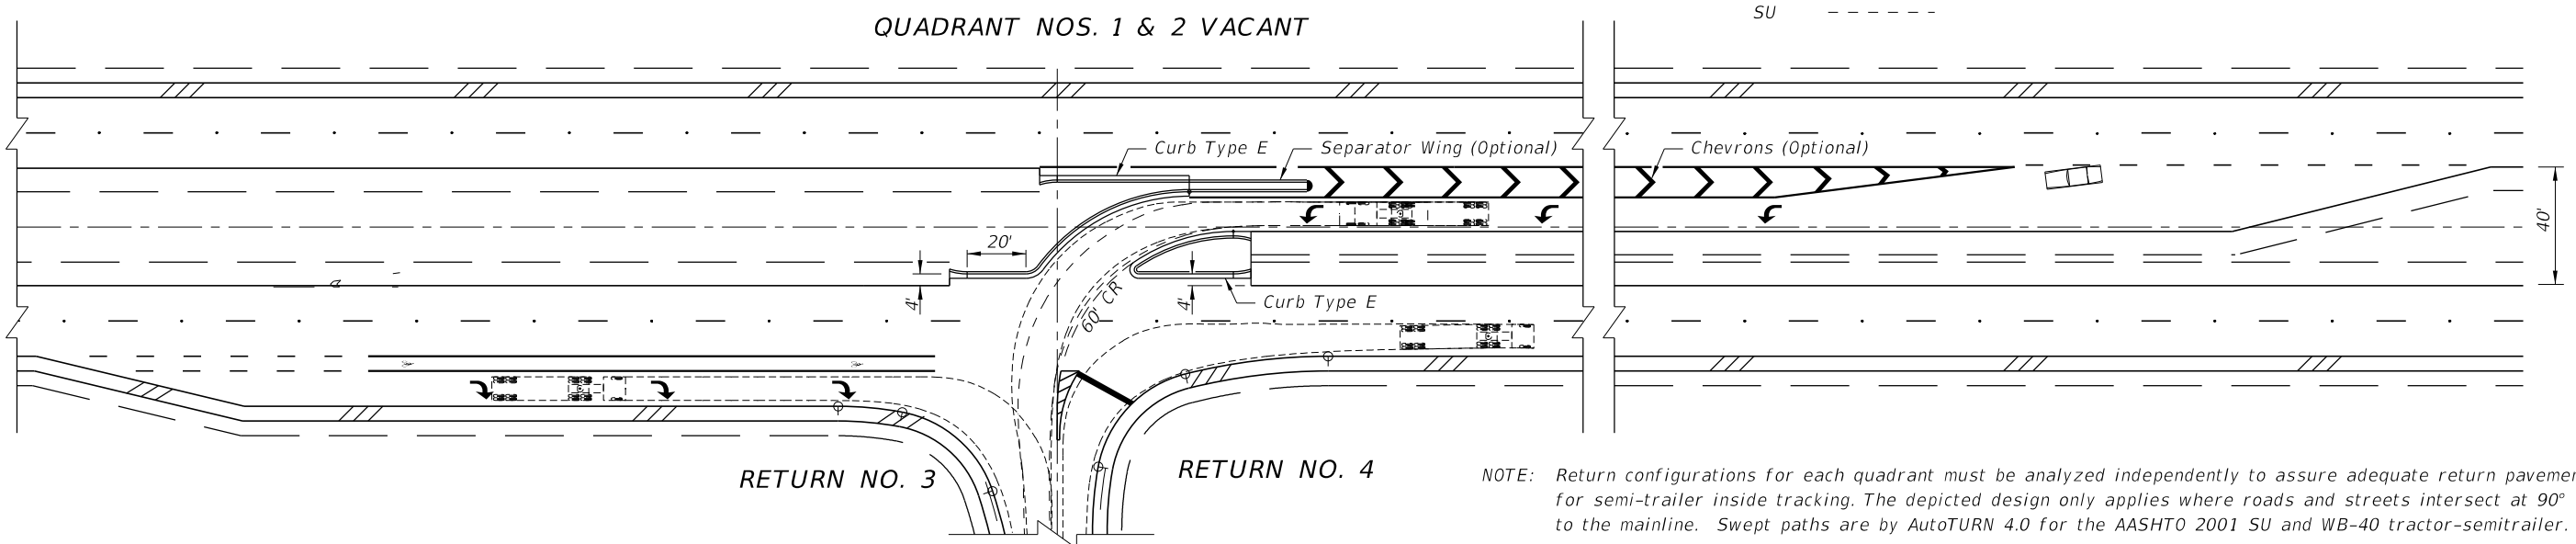 SU
QUADRANT NOS. 1 & 2 VACANT
Curb Type E
Separator Wing (Optional)
Chevrons (Optional)
20'
40'
4'
60' CR
4'
Curb Type E
RETURN NO. 3
RETURN NO. 4
NOTE: Return configurations for each quadrant must be analyzed independently to assure adequate return
for semi-trailer inside tracking. The depicted design only applies where roads and streets intersect at 90°
to the mainline. Swept paths are by AutoTURN 4.0 for the AASHTO 2001 SU and WB-40 tractor-semitrailer.